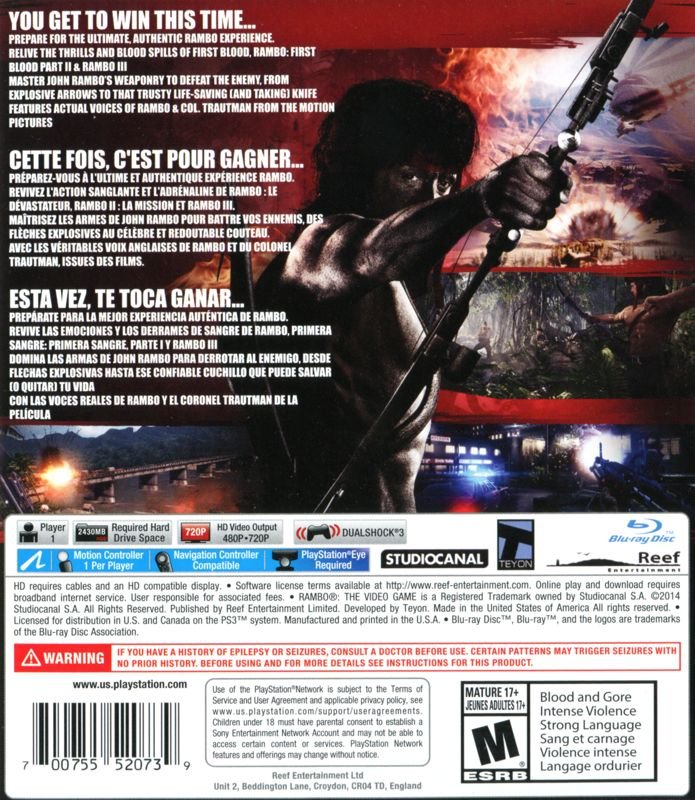 YOU GET TO WIN THIS TIME...
PREPARE FOR THE ULTIMATE, AUTHENTIC RAMBO EXPERIENCE.
RELIVE THE THRILLS AND BLOOD SPILLS OF FIRST BLOOD, RAMBO: FIRST
BLOOD PART II & RAMBO III
MASTER JOHN RAMBO'S WEAPONRY TO DEFEAT THE ENEMY, FROM
EXPLOSIVE ARROWS TO THAT TRUSTY LIFE-SAVING (AND TAKING) KNIFE
FEATURES ACTUAL VOICES OF RAMBO & COL. TRAUTMAN FROM THE MOTION
PICTURES
CETTE FOIS, C'EST POUR GAGNER...
PRÉPAREZ-VOUS À L'ULTIME ET AUTHENTIQUE EXPÉRIENCE RAMBO.
REVIVEZ L'ACTION SANGLANTE ET L'ADRÉNALINE DE RAMBO : LE
DÉVASTATEUR, RAMBO II : LA MISSION ET RAMBO III.
MAÎTRISEZ LES ARMES DE JOHN RAMBO POUR BATTRE VOS ENNEMIS, DES
FLÈCHES EXPLOSIVES AU CÉLÈBRE ET REDOUTABLE COUTEAU.
AVEC LES VÉRITABLES VOIX ANGLAISES DE RAMBO ET DU COLONEL
TRAUTMAN, ISSUES DES FILMS.
ESTA VEZ, TE TOCA GANAR...
PREPÁRATE PARA LA MEJOR EXPERIENCIA AUTÉNTICA DE RAMBO.
REVIVE LAS EMOCIONES Y LOS DERRAMES DE SANGRE DE RAMBO, PRIMERA
SANGRE: PRIMERA SANGRE, PARTE I Y RAMBO III
DOMINA LAS ARMAS DE JOHN RAMBO PARA DERROTAR AL ENEMIGO, DESDE
FLECHAS EXPLOSIVAS HASTA ESE CONFIABLE CUCHILLO QUE PUEDE SALVAR
(O QUITAR) TU VIDA
CON LAS VOCES REALES DE RAMBO Y EL CORONEL TRAUTMAN DE LA
PELÍCULA
Player
1
2430MB
Required Hard
Drive Space
720P
HD Video Output
480P•720P
DUALSHOCK®3
Motion Controller
1 Per Player
Navigation Controller
Compatible
PlayStation®Eye
Required
STUDIOCANAL
TEYON
Blu-ray Disc
Reef
Entertainment
HD requires cables and an HD compatible display. • Software license terms available at http://www.reef-entertainment.com. Online play and download requires
broadband internet service. User responsible for associated fees. • RAMBO®: THE VIDEO GAME is a Registered Trademark owned by Studiocanal S.A. ©2014
Studiocanal S.A. All Rights Reserved. Published by Reef Entertainment Limited. Developed by Teyon. Made in the United States of America All rights reserved. •
Licensed for distribution in U.S. and Canada on the PS3™ system. Manufactured and printed in the U.S.A. • Blu-ray Disc™, Blu-ray™, and the logos are trademarks
of the Blu-ray Disc Association.
WARNING
IF YOU HAVE A HISTORY OF EPILEPSY OR SEIZURES, CONSULT A DOCTOR BEFORE USE. CERTAIN PATTERNS MAY TRIGGER SEIZURES WITH
NO PRIOR HISTORY. BEFORE USING AND FOR MORE DETAILS SEE INSTRUCTIONS FOR THIS PRODUCT.
www.us.playstation.com
7 00755 52073 9
Use of the PlayStation®Network is subject to the Terms of
Service and User Agreement and applicable privacy policy, see
www.us.playstation.com/support/useragreements.
Children under 18 must have parental consent to establish a
Sony Entertainment Network Account and may not be able to
access certain content or services. PlayStation Network
features and offerings may change without notice.
Reef Entertainment Ltd
Unit 2, Beddington Lane, Croydon, CR04 TD, England
MATURE 17+
JEUNES ADULTES 17+
M
ESRB
Blood and Gore
Intense Violence
Strong Language
Sang et carnage
Violence intense
Langage ordurier